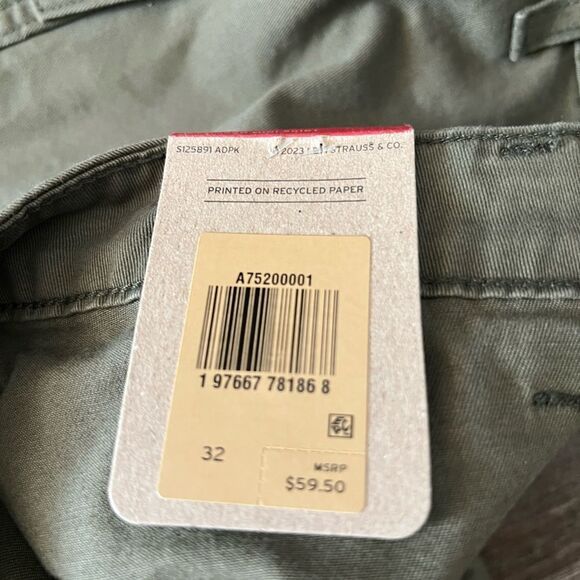 S125891 ADPK 2023 STRAUSS & CO.
PRINTED ON RECYCLED PAPER
A75200001
1 97667 78186 8
32
MSRP
$59.50